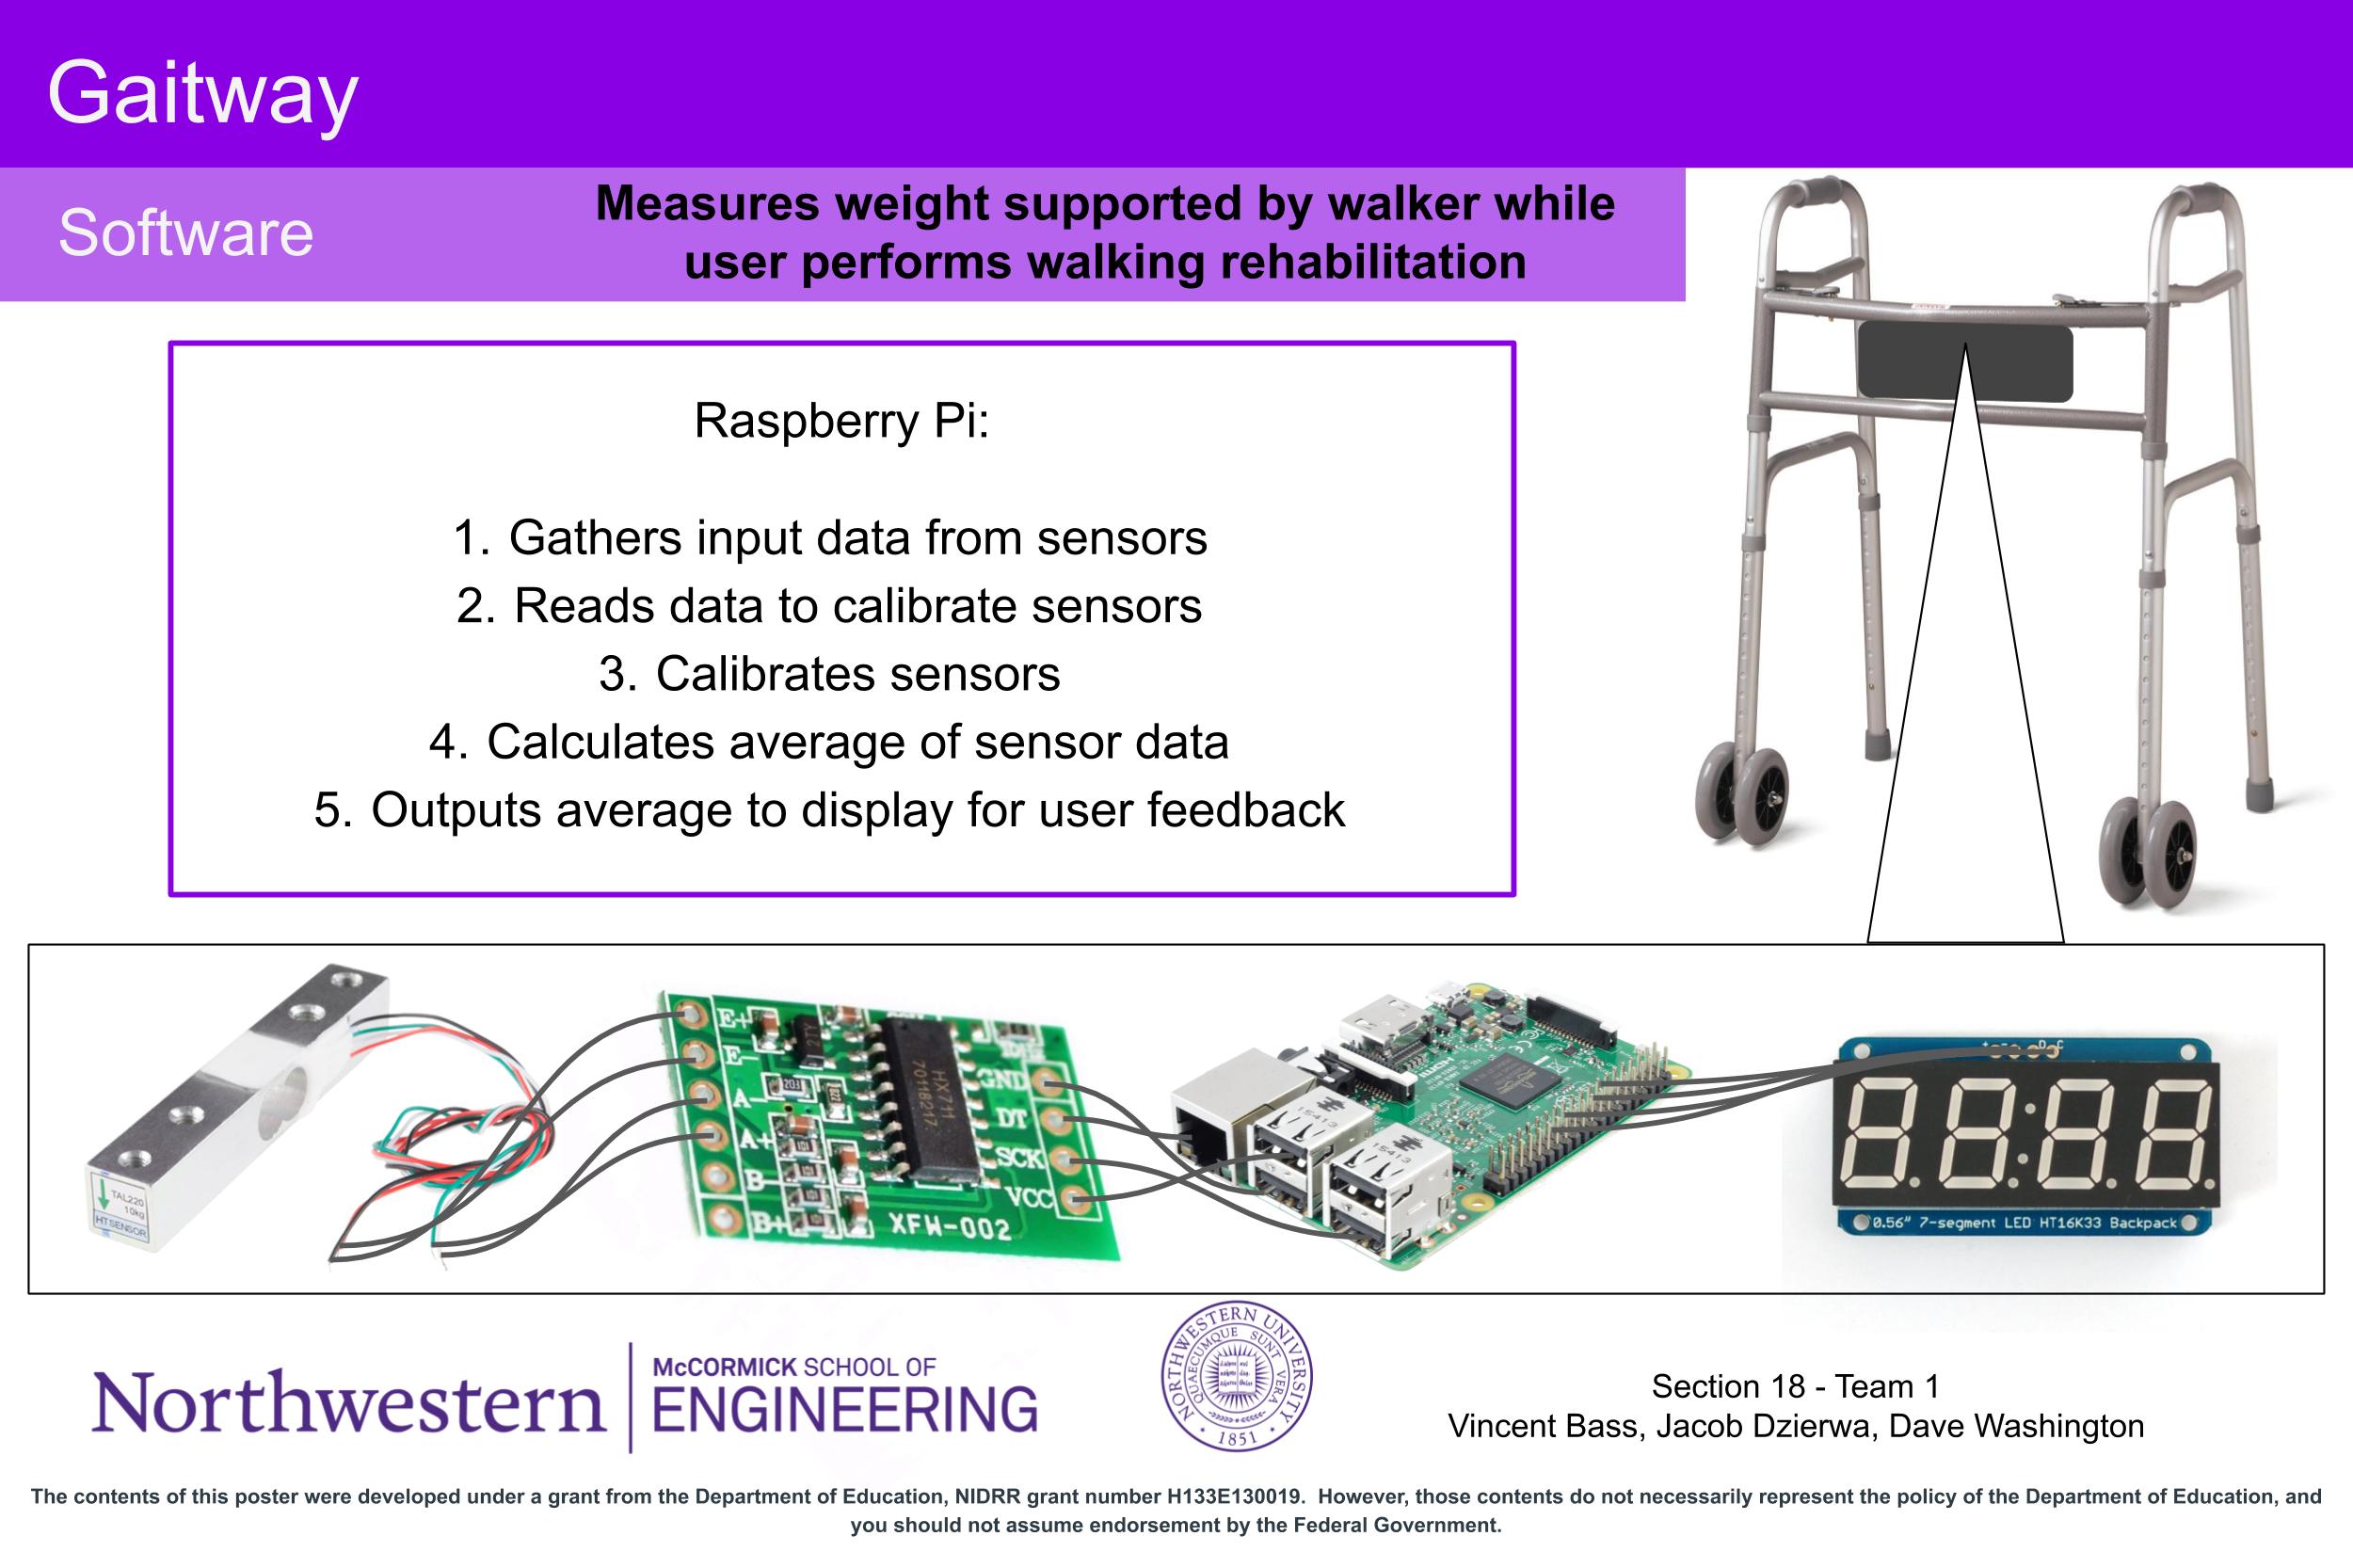 Gaitway
Software
Measures weight supported by walker while
user performs walking rehabilitation
Raspberry Pi:
1. Gathers input data from sensors
2. Reads data to calibrate sensors
3. Calibrates sensors
4. Calculates average of sensor data
5. Outputs average to display for user feedback
TAL220
10kg
HT SENSOR
E+
E-
A-
A+
B-
B+
203
HX711
GND
DT
SCK
VCC
XFW-002
HDMI
15413
15413
0.56" 7-segment LED HT16K33 Backpack
Northwestern
McCORMICK SCHOOL OF
ENGINEERING
NORTHWESTERN UNIVERSITY
QUAECUMQUE SUNT VERA
1851
Section 18 - Team 1
Vincent Bass, Jacob Dzierwa, Dave Washington
The contents of this poster were developed under a grant from the Department of Education, NIDRR grant number H133E130019. However, those contents do not necessarily represent the policy of the Department of Education, and
you should not assume endorsement by the Federal Government.